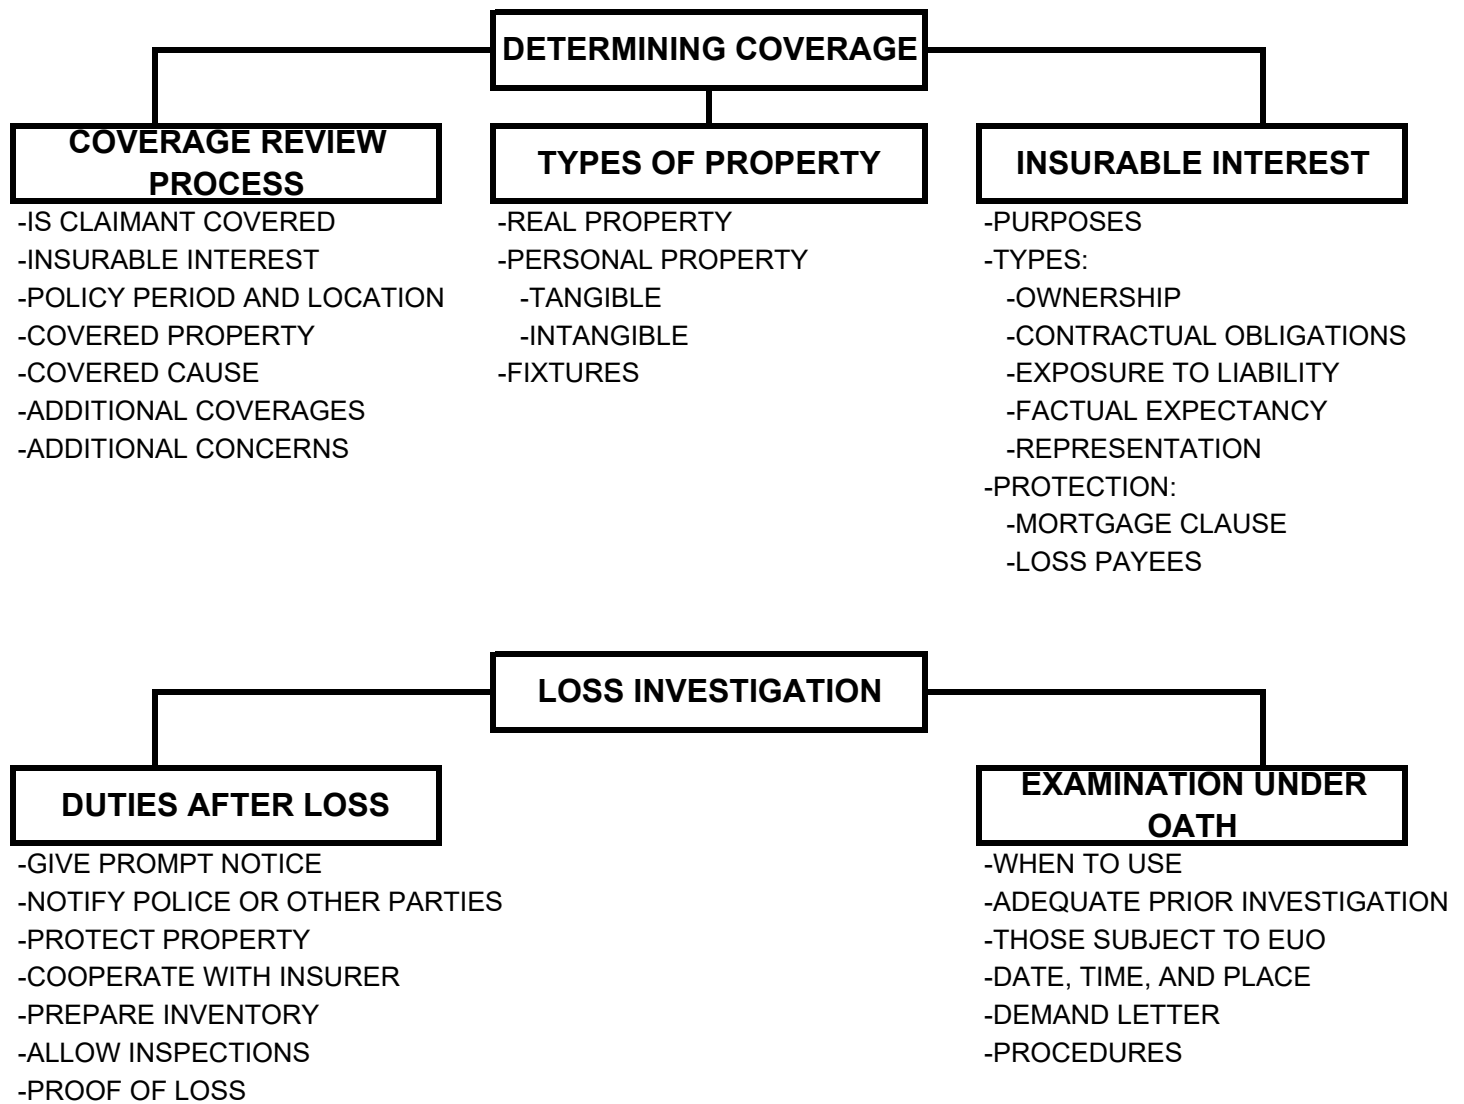 DETERMINING COVERAGE
COVERAGE REVIEW
PROCESS
-IS CLAIMANT COVERED
-INSURABLE INTEREST
-POLICY PERIOD AND LOCATION
-COVERED PROPERTY
-COVERED CAUSE
-ADDITIONAL COVERAGES
-ADDITIONAL CONCERNS
TYPES OF PROPERTY
-REAL PROPERTY
-PERSONAL PROPERTY
-TANGIBLE
-INTANGIBLE
-FIXTURES
INSURABLE INTEREST
-PURPOSES
-TYPES:
-OWNERSHIP
-CONTRACTUAL OBLIGATIONS
-EXPOSURE TO LIABILITY
-FACTUAL EXPECTANCY
-REPRESENTATION
-PROTECTION:
-MORTGAGE CLAUSE
-LOSS PAYEES
LOSS INVESTIGATION
DUTIES AFTER LOSS
-GIVE PROMPT NOTICE
-NOTIFY POLICE OR OTHER PARTIES
-PROTECT PROPERTY
-COOPERATE WITH INSURER
-PREPARE INVENTORY
-ALLOW INSPECTIONS
-PROOF OF LOSS
EXAMINATION UNDER
OATH
-WHEN TO USE
-ADEQUATE PRIOR INVESTIGATION
-THOSE SUBJECT TO EUO
-DATE, TIME, AND PLACE
-DEMAND LETTER
-PROCEDURES